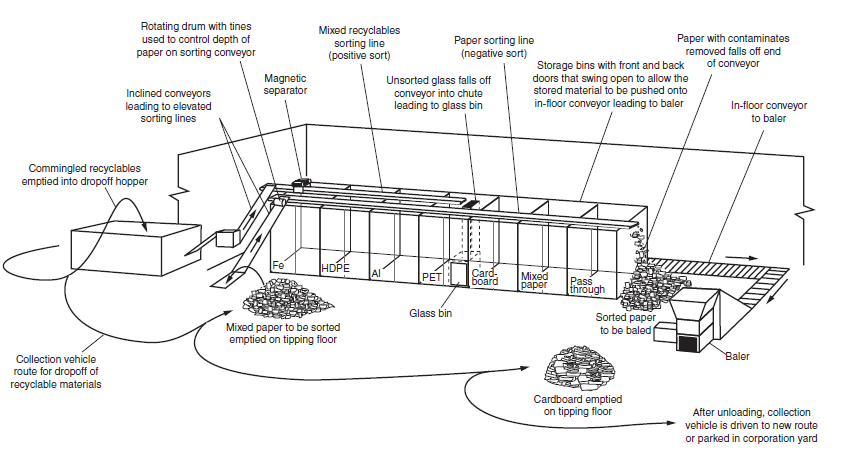 Rotating drum with tines
used to control depth of
paper on sorting conveyor
Mixed recyclables
sorting line
(positive sort)
Paper sorting line
(negative sort)
Paper with contaminates
removed falls off end
of conveyor
Storage bins with front and back
doors that swing open to allow the
stored material to be pushed onto
in-floor conveyor leading to baler
Magnetic
separator
Unsorted glass falls off
conveyor into chute
leading to glass bin
Inclined conveyors
leading to elevated
sorting lines
In-floor conveyor
to baler
Commingled recyclables
emptied into dropoff hopper
Fe
HDPE
Al
PET
Card-
board
Mixed
paper
Pass
through
Glass bin
Mixed paper to be sorted
emptied on tipping floor
Sorted paper
to be baled
Baler
Collection vehicle
route for dropoff of
recyclable materials
Cardboard emptied
on tipping floor
After unloading, collection
vehicle is driven to new route
or parked in corporation yard